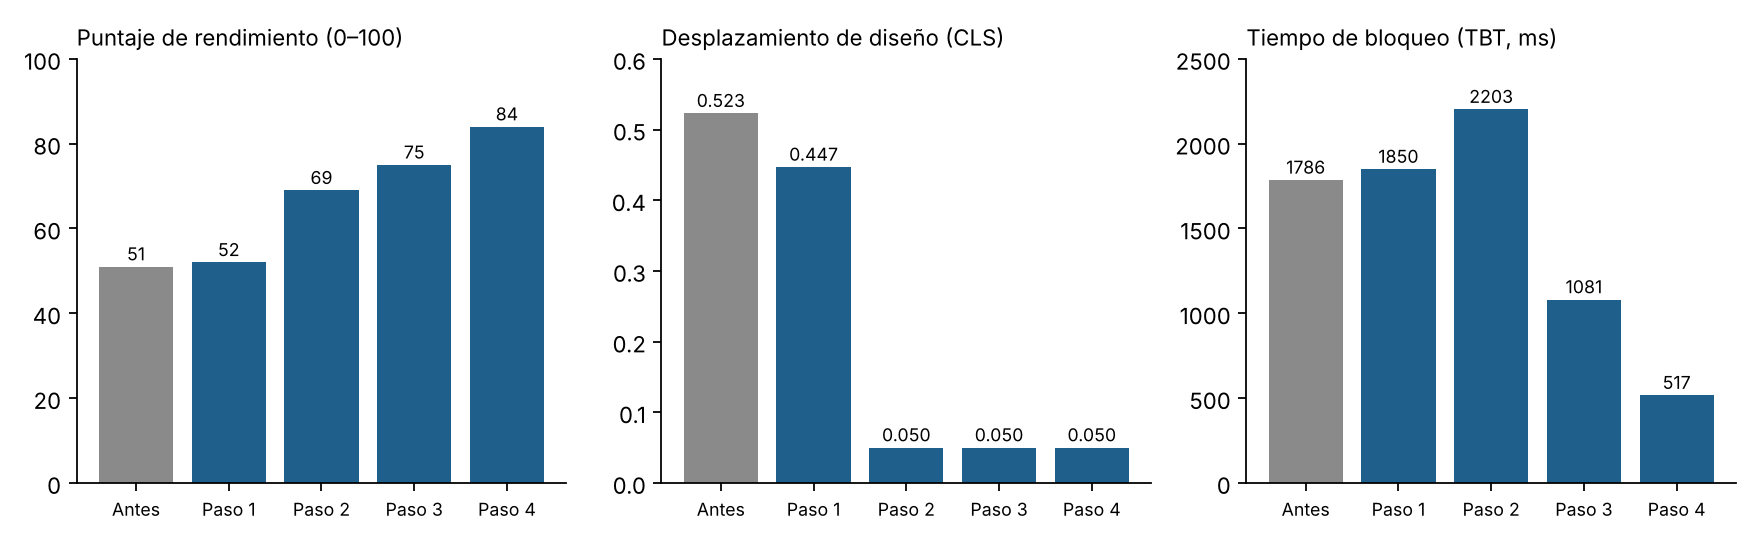 Puntaje de rendimiento (0–100)
100
80
60
40
20
0
51
52
69
75
84
Antes
Paso 1
Paso 2
Paso 3
Paso 4
Desplazamiento de diseño (CLS)
0.6
0.5
0.4
0.3
0.2
0.1
0.0
0.523
0.447
0.050
0.050
0.050
Antes
Paso 1
Paso 2
Paso 3
Paso 4
Tiempo de bloqueo (TBT, ms)
2500
2000
1500
1000
500
0
1786
1850
2203
1081
517
Antes
Paso 1
Paso 2
Paso 3
Paso 4